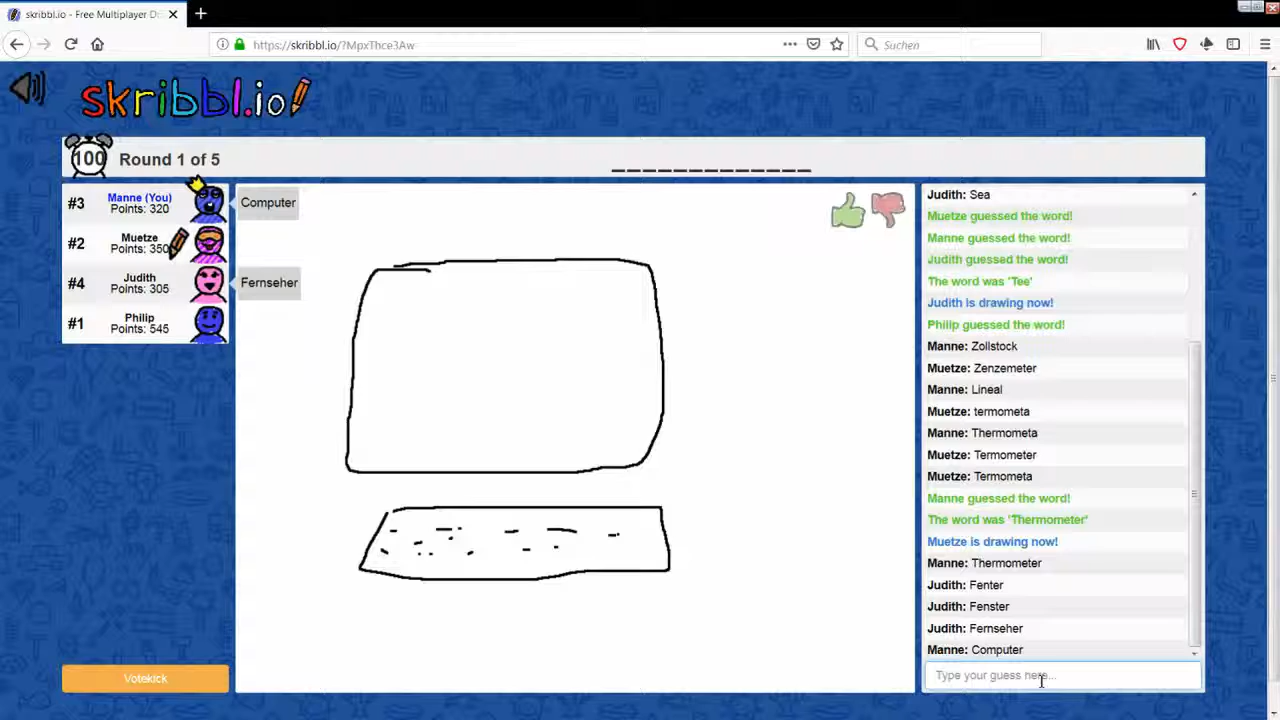 skribbl.io - Free Multiplayer D
https://skribbl.io/?MpxThce3Aw
Suchen
skribbl.io
100
Round 1 of 5
#3
Manne (You)
Points: 320
Computer
#2
Muetze
Points: 350
#4
Judith
Points: 305
Fernseher
#1
Philip
Points: 545
Votekick
Judith: Sea
Muetze guessed the word!
Manne guessed the word!
Judith guessed the word!
The word was 'Tee'
Judith is drawing now!
Philip guessed the word!
Manne: Zollstock
Muetze: Zenzemeter
Manne: Lineal
Muetze: termometa
Manne: Thermometa
Muetze: Termometer
Muetze: Termometa
Manne guessed the word!
The word was 'Thermometer'
Muetze is drawing now!
Manne: Thermometer
Judith: Fenter
Judith: Fenster
Judith: Fernseher
Manne: Computer
Type your guess here...